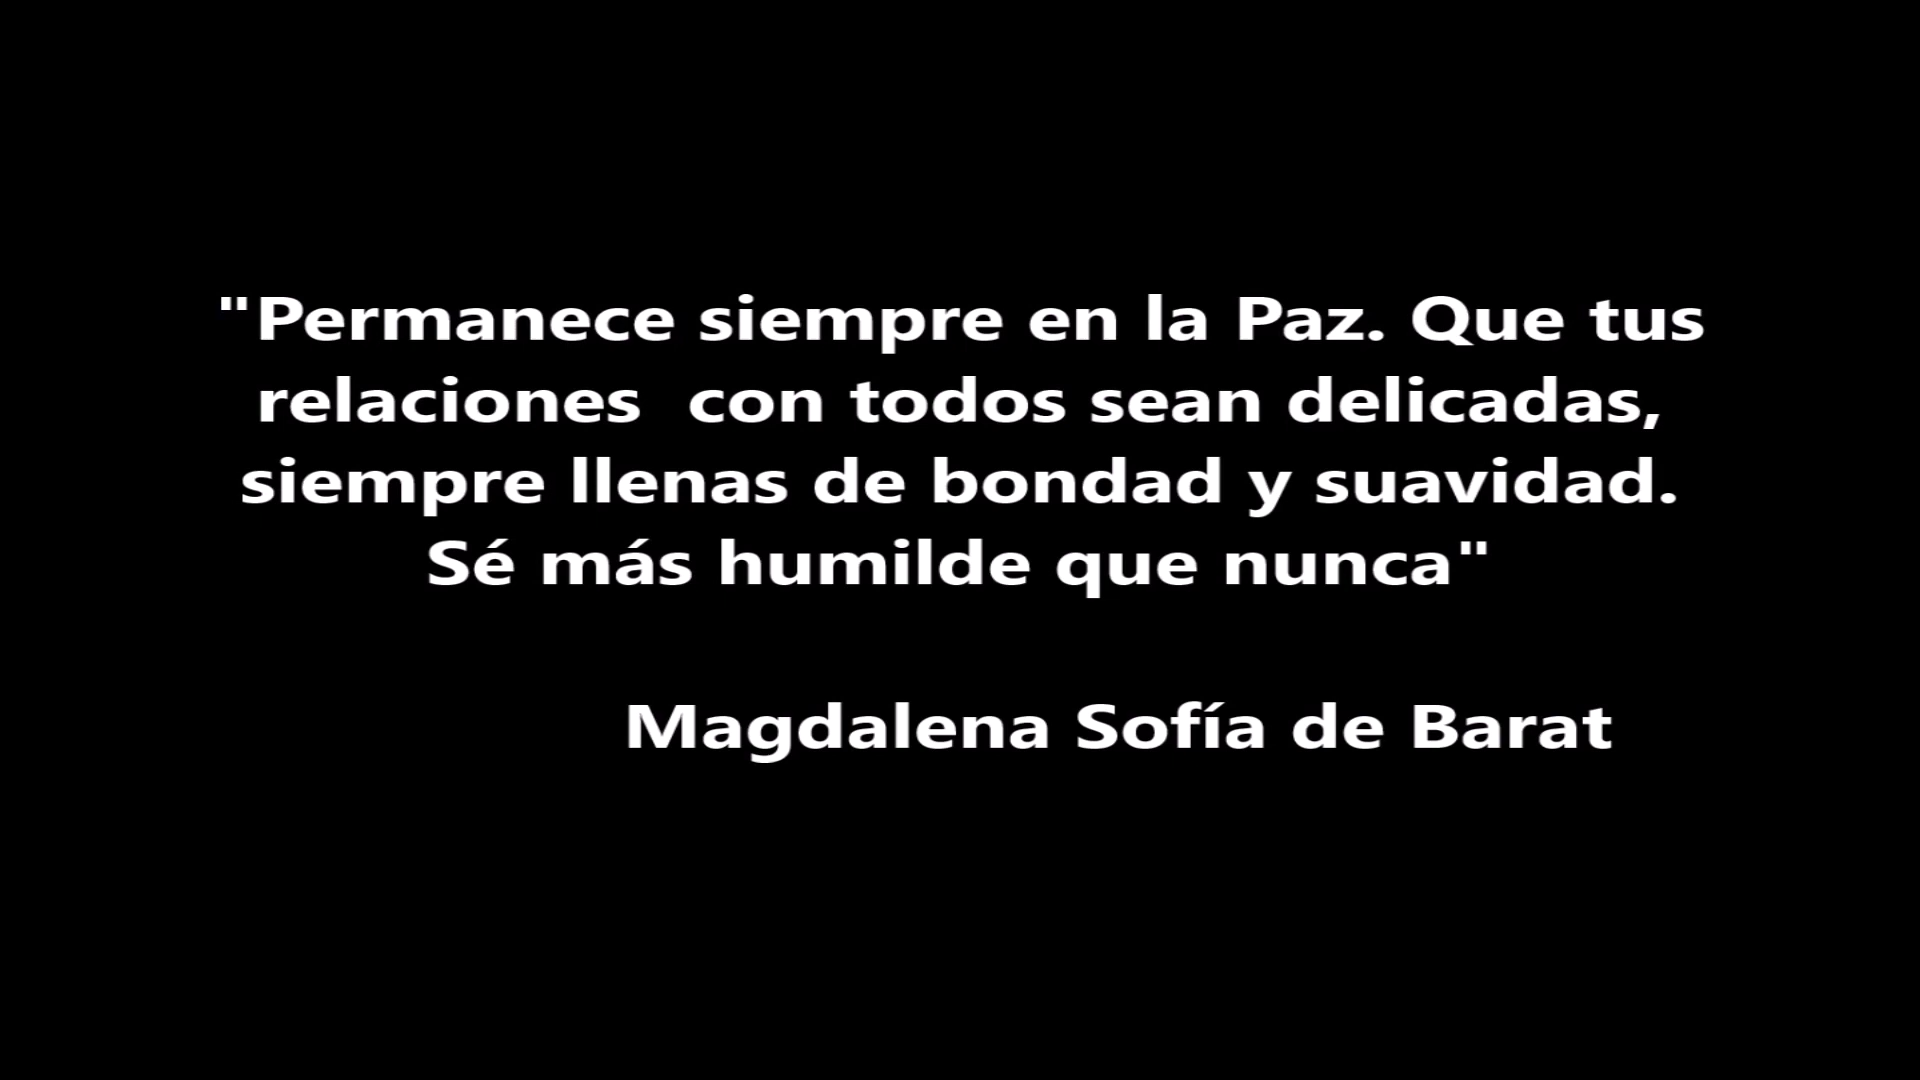 "Permanece siempre en la Paz. Que tus
relaciones  con todos sean delicadas,
siempre llenas de bondad y suavidad.
Sé más humilde que nunca"
Magdalena Sofía de Barat